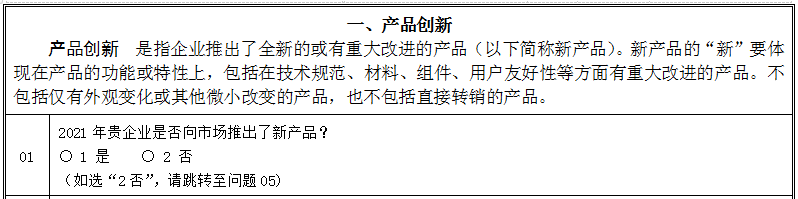 一、产品创新
产品创新 是指企业推出了全新的或有重大改进的产品（以下简称新产品）。新产品的“新”要体
现在产品的功能或特性上，包括在技术规范、材料、组件、用户友好性等方面有重大改进的产品。不
包括仅有外观变化或其他微小改变的产品，也不包括直接转销的产品。
2021 年贵企业是否向市场推出了新产品？
01 ○ 1 是 ○ 2 否
（如选“2 否”，请跳转至问题 05)